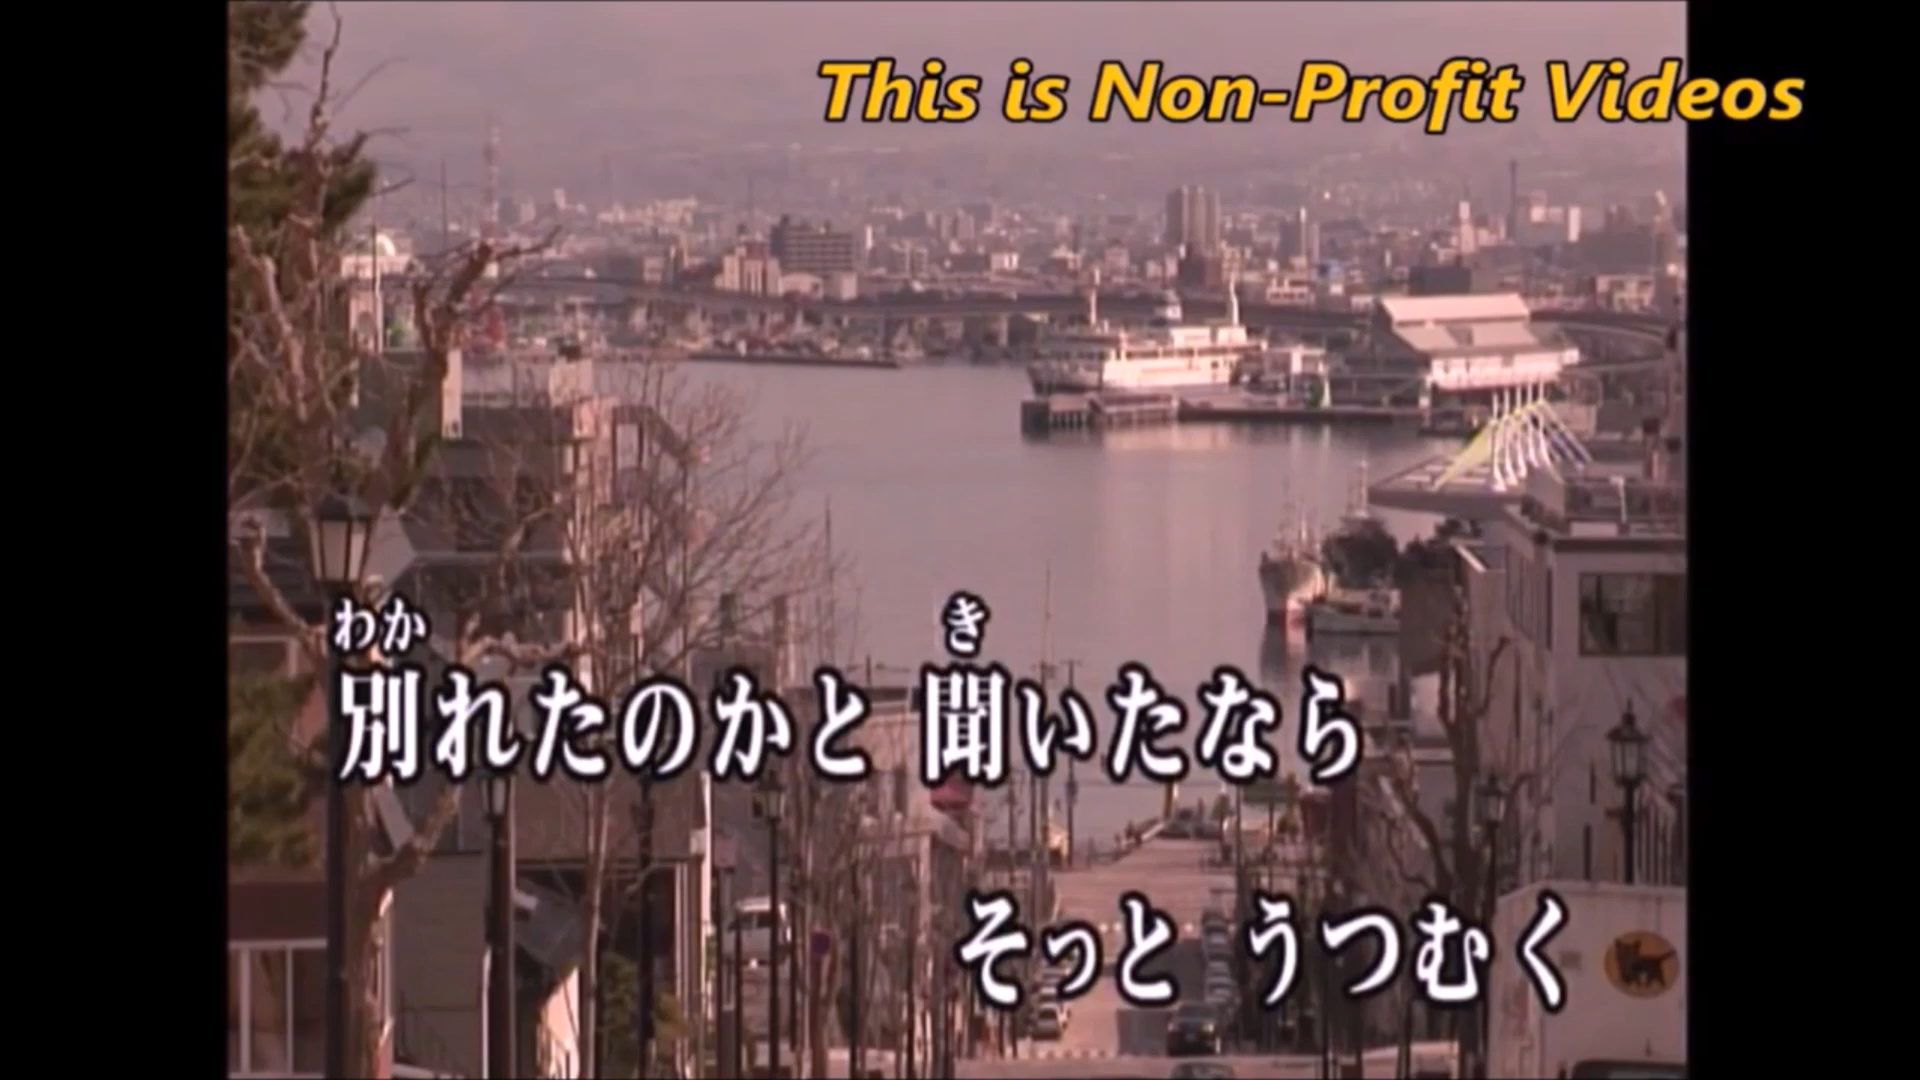 This is Non-Profit Videos
わか き
別れたのかと 聞いたなら
そっと うつむく